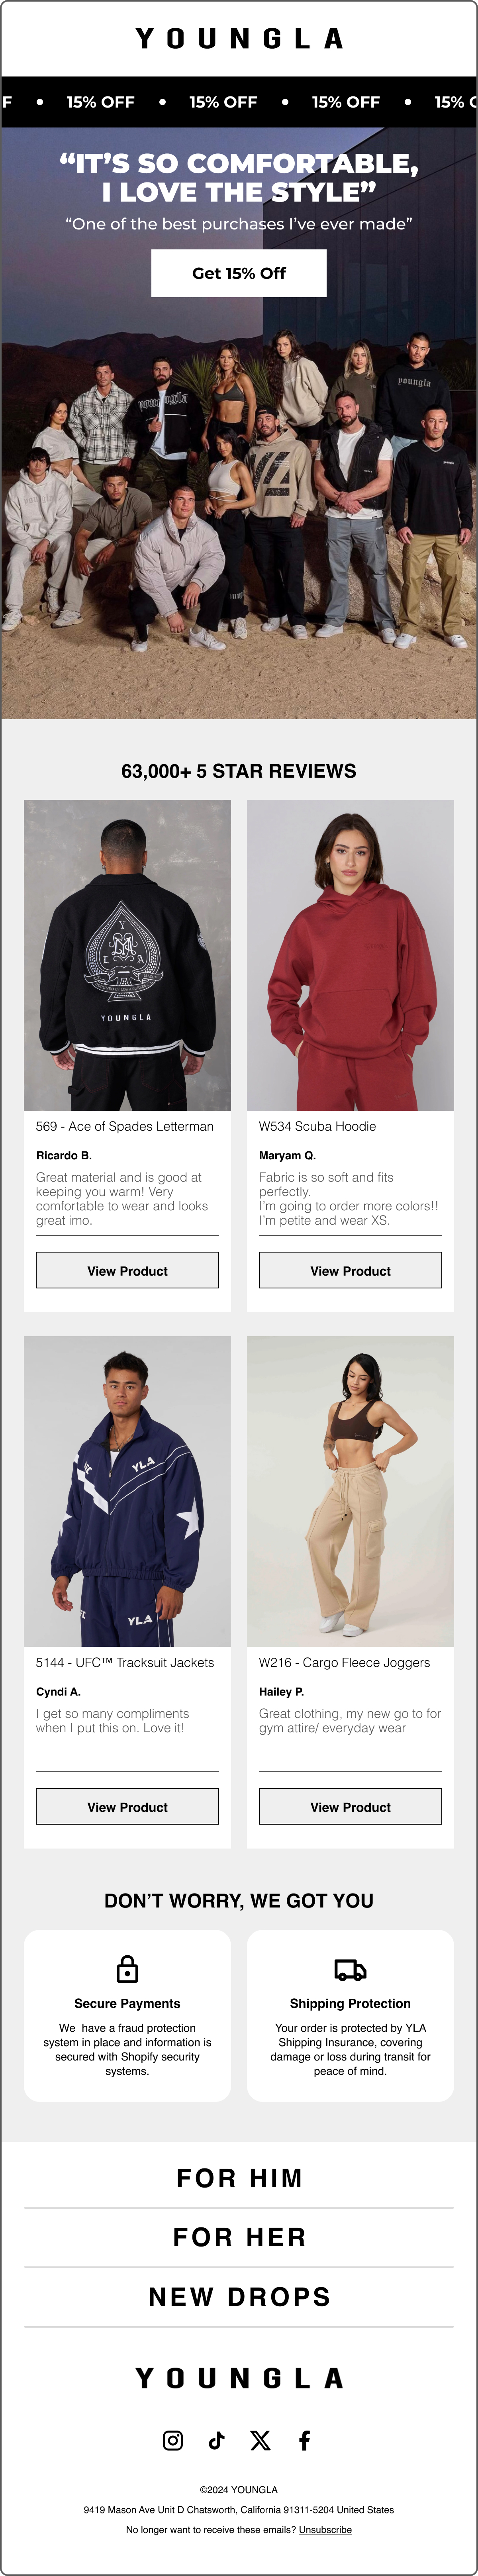 YOUNGLA
F • 15% OFF • 15% OFF • 15% OFF • 15% O
“IT’S SO COMFORTABLE,
I LOVE THE STYLE”
“One of the best purchases I’ve ever made”
Get 15% Off
youngla
63,000+ 5 STAR REVIEWS
Y
L A
YOUNGLA
569 - Ace of Spades Letterman
Ricardo B.
Great material and is good at
keeping you warm! Very
comfortable to wear and looks
great imo.
View Product
W534 Scuba Hoodie
Maryam Q.
Fabric is so soft and fits
perfectly.
I’m going to order more colors!!
I’m petite and wear XS.
View Product
YLA
YLA
5144 - UFC™ Tracksuit Jackets
Cyndi A.
I get so many compliments
when I put this on. Love it!
View Product
W216 - Cargo Fleece Joggers
Hailey P.
Great clothing, my new go to for
gym attire/ everyday wear
View Product
DON’T WORRY, WE GOT YOU
Secure Payments
We  have a fraud protection
system in place and information is
secured with Shopify security
systems.
Shipping Protection
Your order is protected by YLA
Shipping Insurance, covering
damage or loss during transit for
peace of mind.
FOR HIM
FOR HER
NEW DROPS
YOUNGLA
©2024 YOUNGLA
9419 Mason Ave Unit D Chatsworth, California 91311-5204 United States
No longer want to receive these emails? Unsubscribe